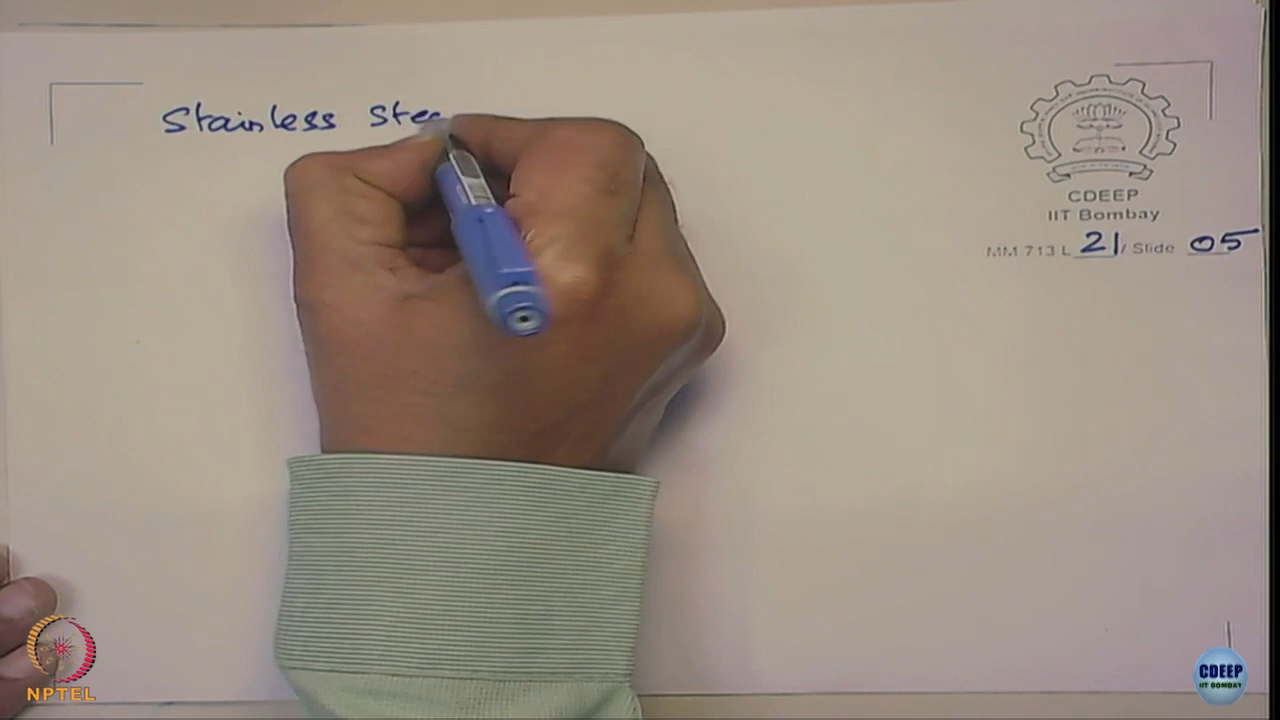 Stainless Stee
CDEEP
IIT Bombay
MM 713 L 21 / Slide 05
NPTEL
CDEEP
IIT BOMBAY